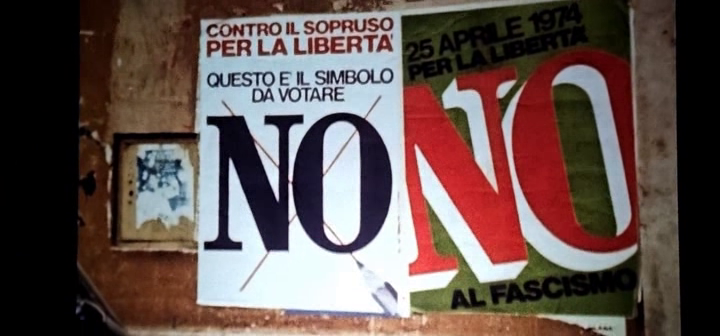 CONTRO IL SOPRUSO
PER LA LIBERTA'
QUESTO E' IL SIMBOLO
DA VOTARE
NO
25 APRILE 1974
PER LA LIBERTA'
NO
AL FASCISMO